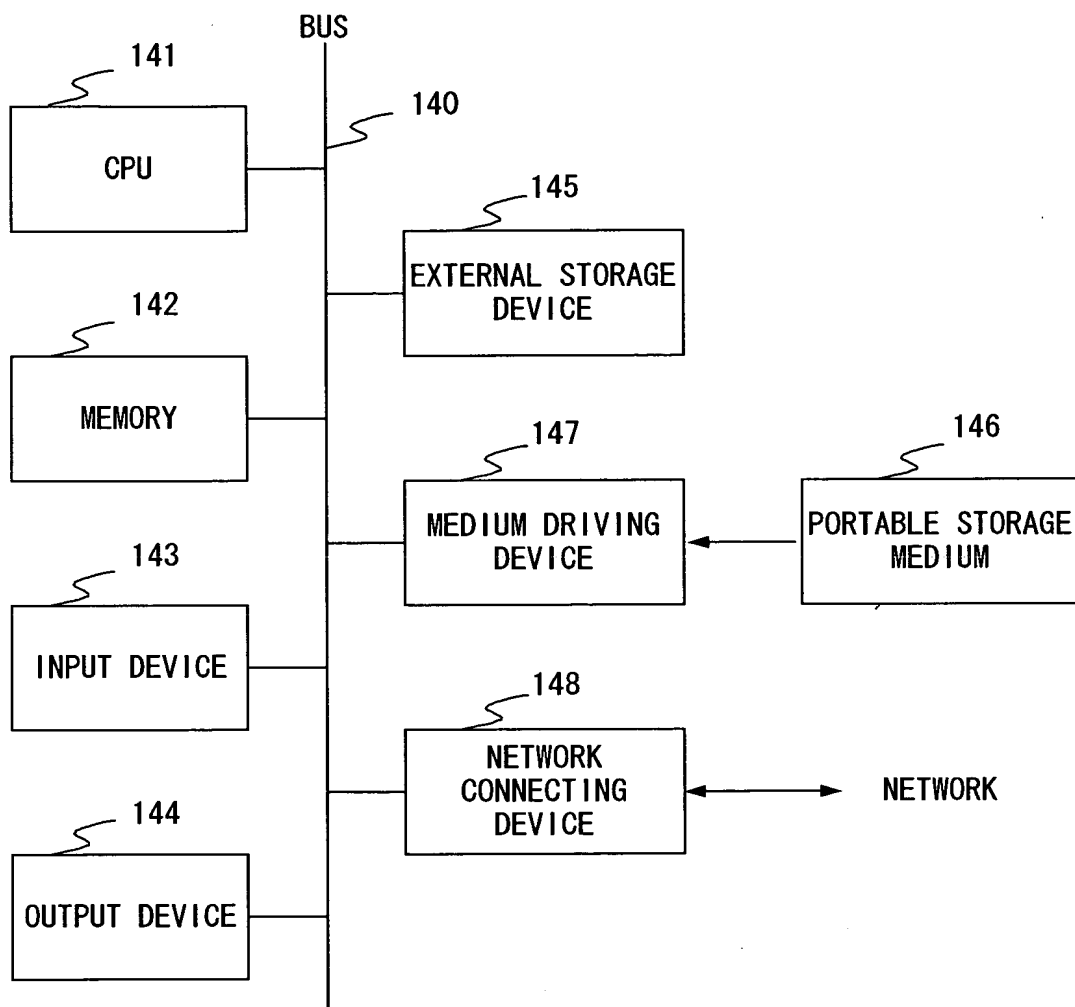 BUS
141
CPU
140
145
EXTERNAL STORAGE
DEVICE
142
MEMORY
147
MEDIUM DRIVING
DEVICE
146
PORTABLE STORAGE
MEDIUM
143
INPUT DEVICE
148
NETWORK
CONNECTING
DEVICE
NETWORK
144
OUTPUT DEVICE